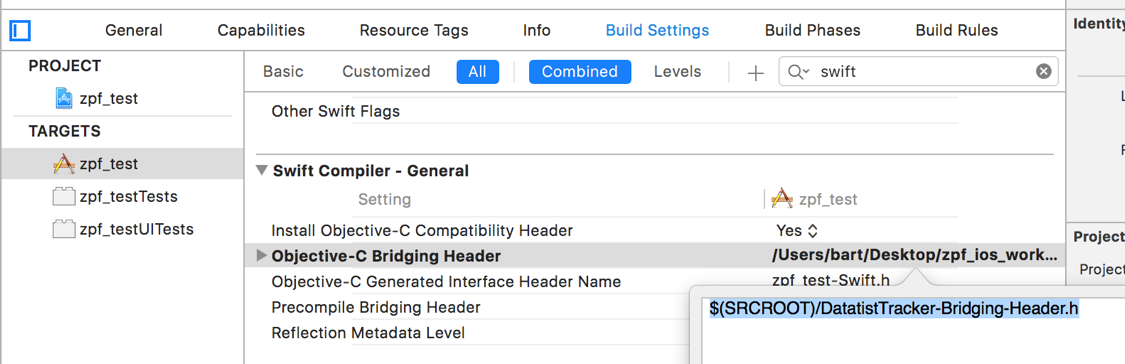 General Capabilities Resource Tags Info Build Settings Build Phases Build Rules
Identity
PROJECT
zpf_test
TARGETS
zpf_test
zpf_testTests
zpf_testUITests
Basic Customized All Combined Levels + swift
Other Swift Flags
Swift Compiler - General
Setting zpf_test
Install Objective-C Compatibility Header Yes
Objective-C Bridging Header /Users/bart/Desktop/zpf_ios_work...
Objective-C Generated Interface Header Name zpf_test-Swift.h
Precompile Bridging Header
Reflection Metadata Level
$(SRCROOT)/DatatistTracker-Bridging-Header.h
Project
Project